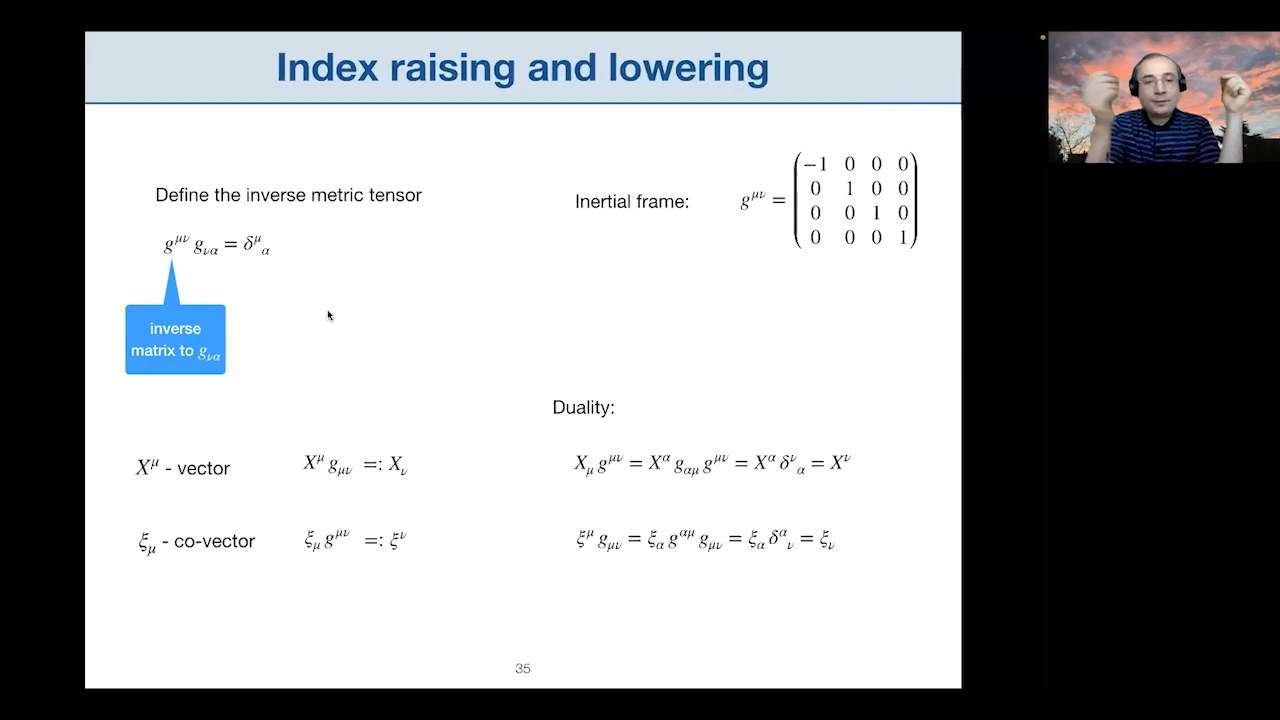 Index raising and lowering
Define the inverse metric tensor
g^{μν} g_{να} = δ^μ_α
inverse
matrix to g_{να}
Inertial frame: g^{μν} =
−1 0 0 0
0 1 0 0
0 0 1 0
0 0 0 1
Duality:
X^μ - vector X^μ g_{μν} =: X_ν X_μ g^{μν} = X^α g_{αμ} g^{μν} = X^α δ^ν_α = X^ν
ξ_μ - co-vector ξ_μ g^{μν} =: ξ^ν ξ^μ g_{μν} = ξ_α g^{αμ} g_{μν} = ξ_α δ^α_ν = ξ_ν
35